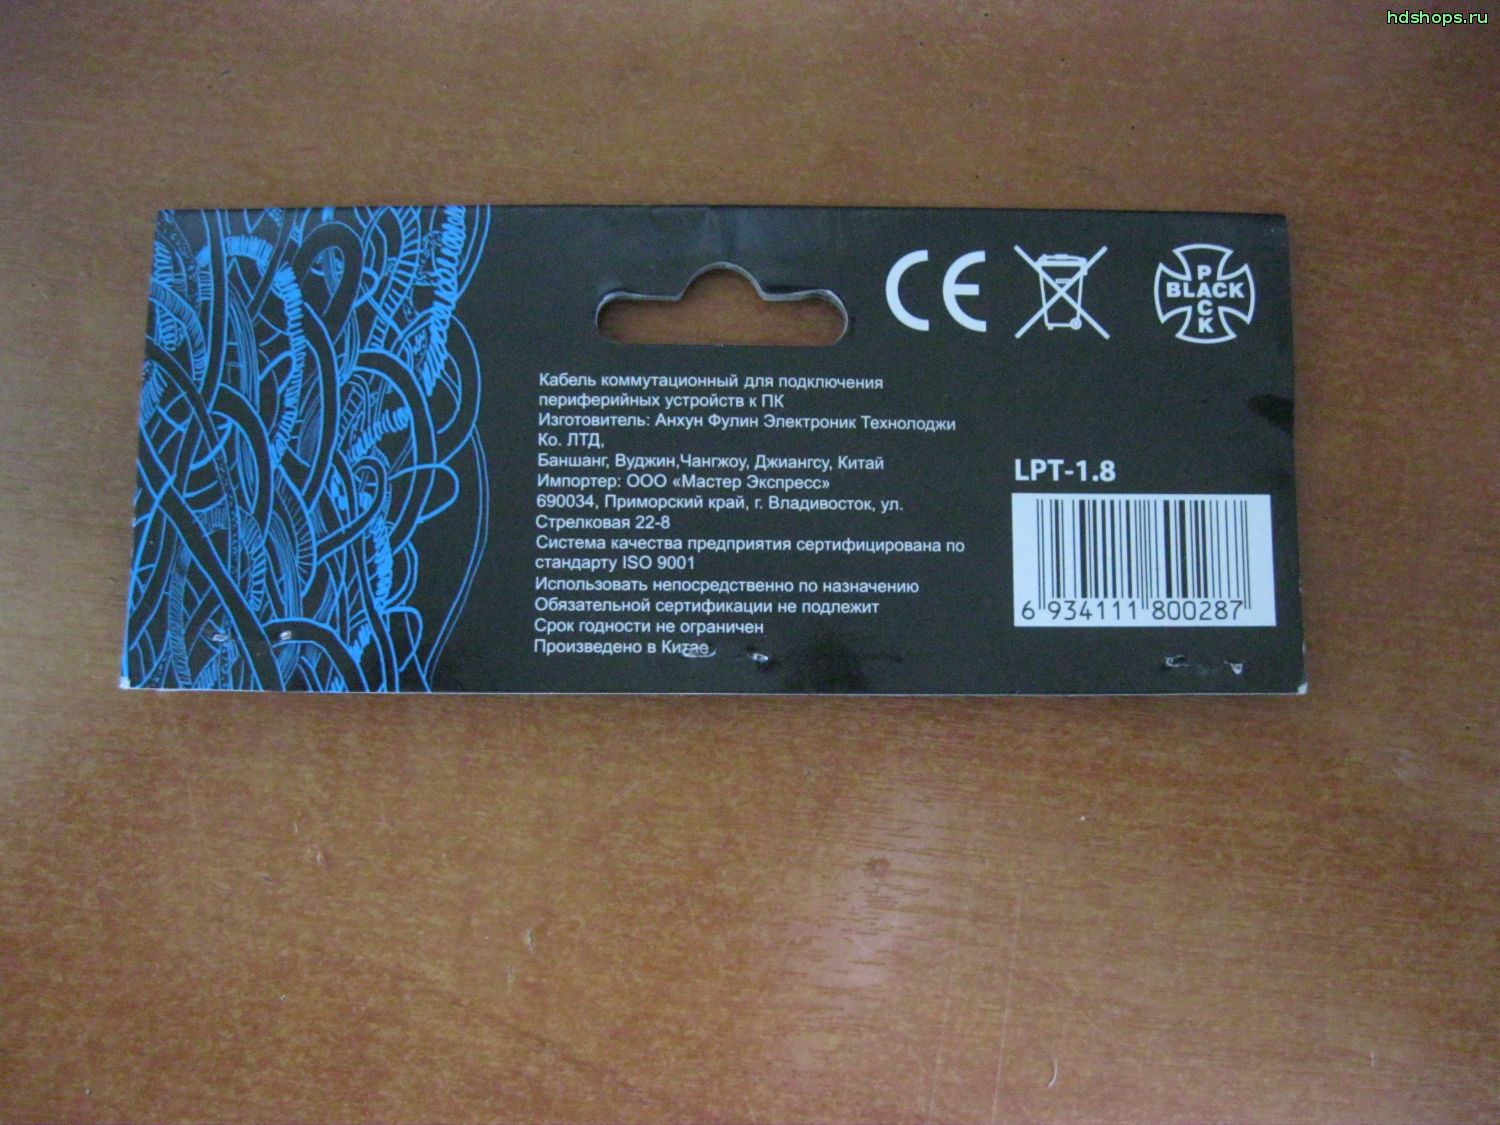 hdshops.ru
CE
P
BLACK
C
K
Кабель коммутационный для подключения
периферийных устройств к ПК
Изготовитель: Анхун Фулин Электроник Технолоджи
Ко. ЛТД,
Баншанг, Вуджин,Чангжоу, Джиангсу, Китай
Импортер: ООО «Мастер Экспресс»
690034, Приморский край, г. Владивосток, ул.
Стрелковая 22-8
Система качества предприятия сертифицирована по
стандарту ISO 9001
Использовать непосредственно по назначению
Обязательной сертификации не подлежит
Срок годности не ограничен
Произведено в Китае
LPT-1.8
6 934111 800287